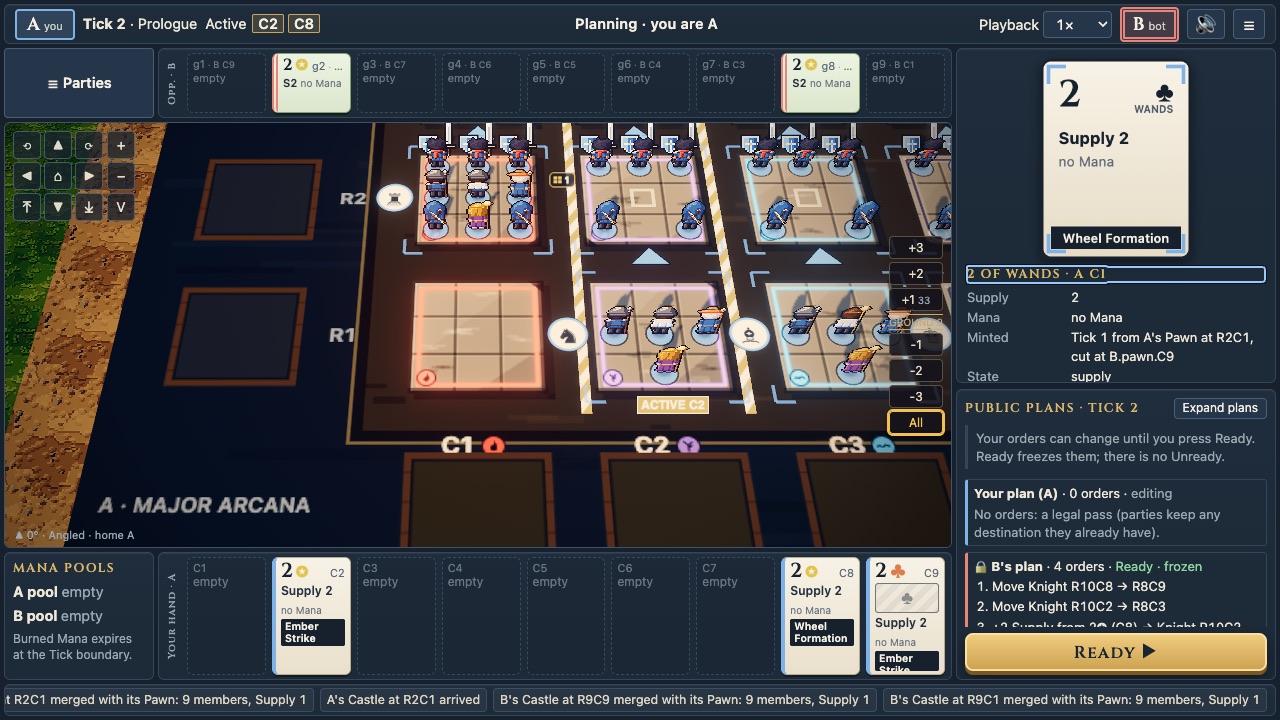 A you
Tick 2 · Prologue Active C2 C8
Planning · you are A
Playback 1×
B bot
≡ Parties
OPP. · B
g1 · B C9
empty
2 g2 · ...
S2 no Mana
g3 · B C7
empty
g4 · B C6
empty
g5 · B C5
empty
g6 · B C4
empty
g7 · B C3
empty
2 g8 · ...
S2 no Mana
g9 · B C1
empty
V
R2
R1
1
+3
+2
+1 33
-1
-2
-3
All
ACTIVE C2
C1
C2
C3
A · MAJOR ARCANA
▲ 0° · Angled · home A
2
WANDS
Supply 2
no Mana
Wheel Formation
2 OF WANDS · A C1
Supply 2
Mana no Mana
Minted Tick 1 from A's Pawn at R2C1,
cut at B.pawn.C9
State supply
PUBLIC PLANS · TICK 2
Expand plans
Your orders can change until you press Ready.
Ready freezes them; there is no Unready.
Your plan (A) · 0 orders · editing
No orders: a legal pass (parties keep any
destination they already have).
B's plan · 4 orders · Ready · frozen
1. Move Knight R10C8 → R8C9
2. Move Knight R10C2 → R8C3
3. +2 Supply from 2 (C8) → Knight R10C2
READY ▶
MANA POOLS
A pool empty
B pool empty
Burned Mana expires
at the Tick boundary.
YOUR HAND · A
C1
empty
2 C2
Supply 2
no Mana
Ember
Strike
C3
empty
C4
empty
C5
empty
C6
empty
C7
empty
2 C8
Supply 2
no Mana
Wheel
Formation
2 C9
Supply 2
no Mana
Ember
Strike
t R2C1 merged with its Pawn: 9 members, Supply 1
A's Castle at R2C1 arrived
B's Castle at R9C9 merged with its Pawn: 9 members, Supply 1
B's Castle at R9C1 merged with its Pawn: 9 members, Supply 1